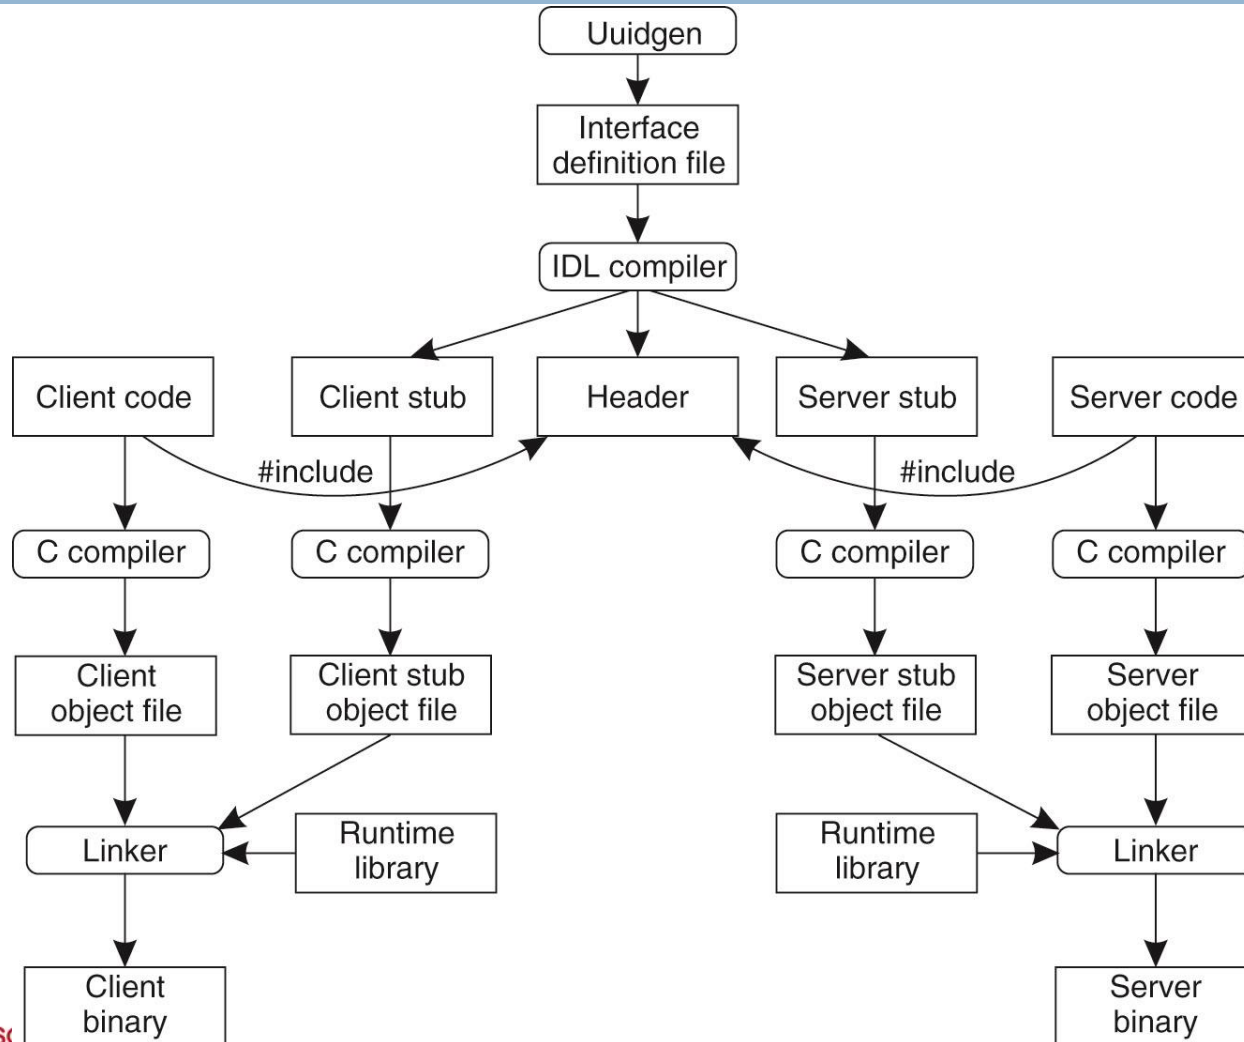 Uuidgen
Interface
definition file
IDL compiler
Client code
Client stub
Header
Server stub
Server code
#include
#include
C compiler
C compiler
C compiler
C compiler
Client
object file
Client stub
object file
Server stub
object file
Server
object file
Linker
Runtime
library
Runtime
library
Linker
Client
binary
Server
binary